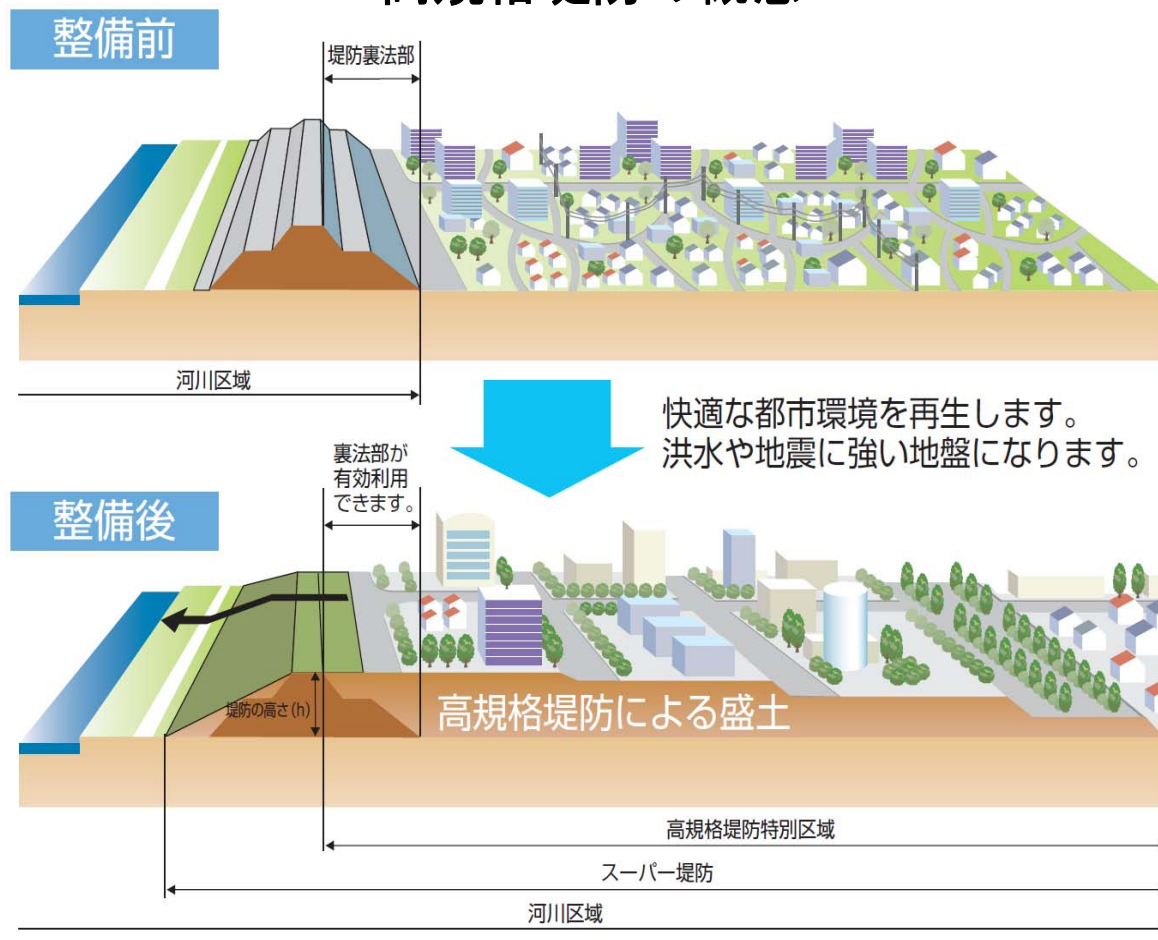 整備前
堤防裏法部
河川区域
快適な都市環境を再生します。
洪水や地震に強い地盤になります。
裏法部が
有効利用
できます。
整備後
堤防の高さ(h)
高規格堤防による盛土
高規格堤防特別区域
スーパー堤防
河川区域